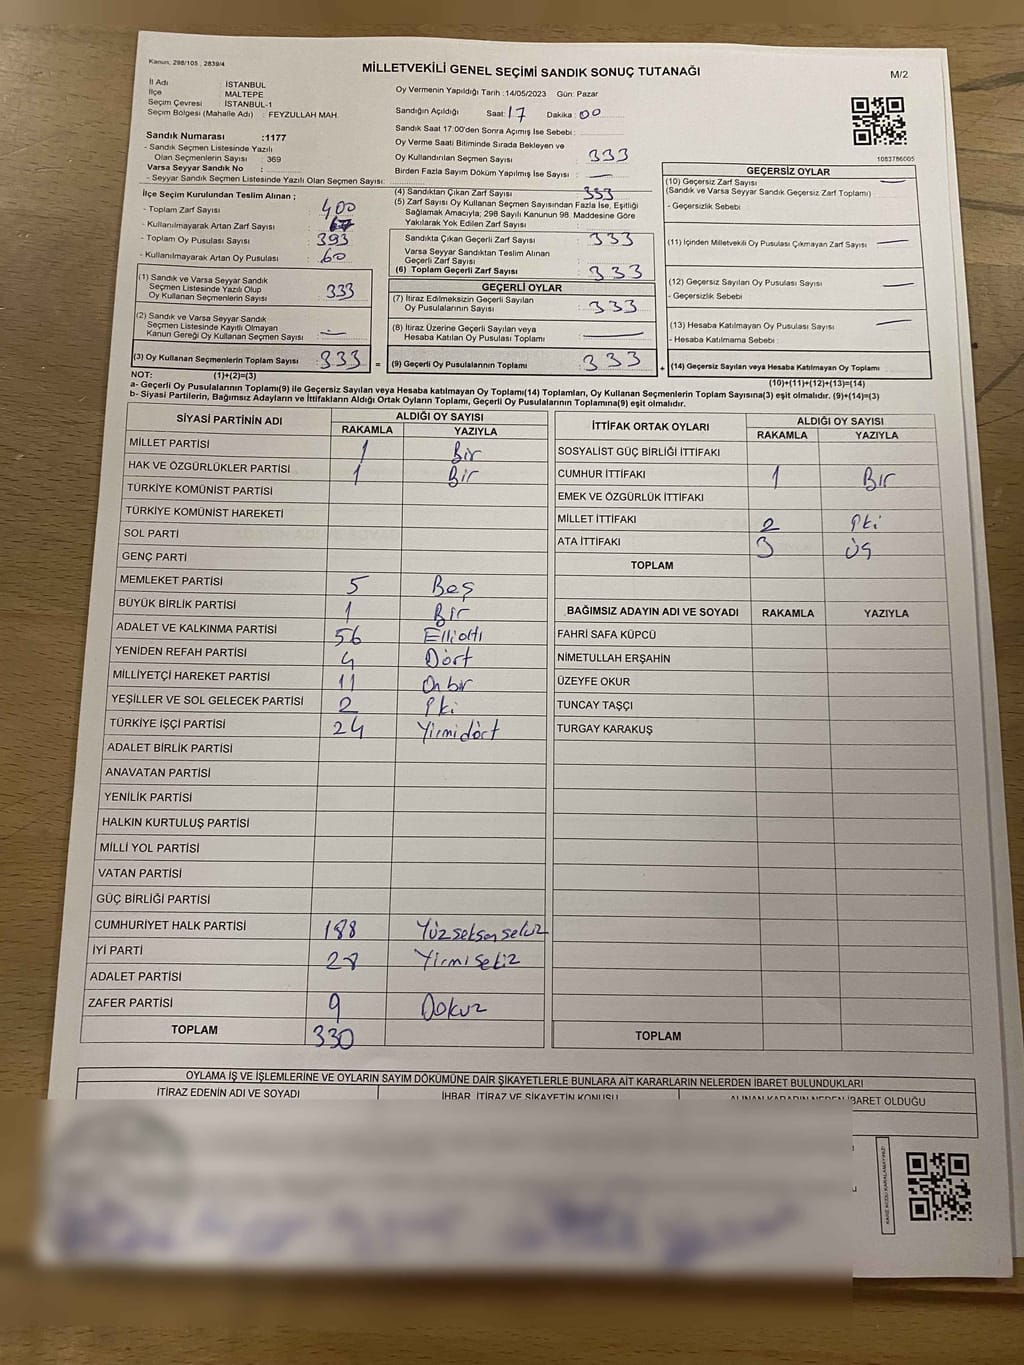 Kanun, 298/105 , 2839/4
MİLLETVEKİLİ GENEL SEÇİMİ SANDIK SONUÇ TUTANAĞI
M/2
İl Adı : İSTANBUL
İlçe : MALTEPE
Seçim Çevresi : İSTANBUL-1
Seçim Bölgesi (Mahalle Adı) : FEYZULLAH MAH.
Sandık Numarası :1177
- Sandık Seçmen Listesinde Yazılı
Olan Seçmenlerin Sayısı : 369
Varsa Seyyar Sandık No :
- Seyyar Sandık Seçmen Listesinde Yazılı Olan Seçmen Sayısı:
İlçe Seçim Kurulundan Teslim Alınan ;
- Toplam Zarf Sayısı : 400
- Kullanılmayarak Artan Zarf Sayısı :
- Toplam Oy Pusulası Sayısı : 393
- Kullanılmayarak Artan Oy Pusulası : 60
(1) Sandık ve Varsa Seyyar Sandık
Seçmen Listesinde Yazılı Olup
Oy Kullanan Seçmenlerin Sayısı : 333
(2) Sandık ve Varsa Seyyar Sandık
Seçmen Listesinde Kayıtlı Olmayan
Kanun Gereği Oy Kullanan Seçmen Sayısı : —
(3) Oy Kullanan Seçmenlerin Toplam Sayısı : 333 =
Oy Vermenin Yapıldığı Tarih :14/05/2023 Gün: Pazar
Sandığın Açıldığı Saat: 17 Dakika : 00
Sandık Saat 17:00'den Sonra Açımış İse Sebebi :
Oy Verme Saati Bitiminde Sırada Bekleyen ve
Oy Kullandırılan Seçmen Sayısı : 333
Birden Fazla Sayım Döküm Yapılmış İse Sayısı : —
(4) Sandıktan Çıkan Zarf Sayısı : 333
(5) Zarf Sayısı Oy Kullanan Seçmen Sayısından Fazla İse, Eşitliği
Sağlamak Amacıyla; 298 Sayılı Kanunun 98. Maddesine Göre
Yakılarak Yok Edilen Zarf Sayısı :
Sandıkta Çıkan Geçerli Zarf Sayısı : 333
Varsa Seyyar Sandıktan Teslim Alınan
Geçerli Zarf Sayısı :
(6) Toplam Geçerli Zarf Sayısı : 333
GEÇERLİ OYLAR
(7) İtiraz Edilmeksizin Geçerli Sayılan
Oy Pusulalarının Sayısı : 333
(8) İtiraz Üzerine Geçerli Sayılan veya
Hesaba Katılan Oy Pusulası Toplamı : —
(9) Geçerli Oy Pusulalarının Toplamı : 333 +
1083786005
GEÇERSİZ OYLAR
(10) Geçersiz Zarf Sayısı : —
(Sandık ve Varsa Seyyar Sandık Geçersiz Zarf Toplamı)
- Geçersizlik Sebebi :
(11) İçinden Milletvekili Oy Pusulası Çıkmayan Zarf Sayısı : —
(12) Geçersiz Sayılan Oy Pusulası Sayısı : —
- Geçersizlik Sebebi :
(13) Hesaba Katılmayan Oy Pusulası Sayısı : —
- Hesaba Katılmama Sebebi :
(14) Geçersiz Sayılan veya Hesaba Katılmayan Oy Toplamı :
NOT: (1)+(2)=(3) (10)+(11)+(12)+(13)=(14)
a- Geçerli Oy Pusulalarının Toplamı(9) ile Geçersiz Sayılan veya Hesaba katılmayan Oy Toplamı(14) Toplamları, Oy Kullanan Seçmenlerin Toplam Sayısına(3) eşit olmalıdır. (9)+(14)=(3)
b- Siyasi Partilerin, Bağımsız Adayların ve İttifakların Aldığı Ortak Oyların Toplamı, Geçerli Oy Pusulalarının Toplamına(9) eşit olmalıdır.
SİYASİ PARTİNİN ADI ALDIĞI OY SAYISI
RAKAMLA YAZIYLA
MİLLET PARTİSİ 1 Bir
HAK VE ÖZGÜRLÜKLER PARTİSİ 1 Bir
TÜRKİYE KOMÜNİST PARTİSİ
TÜRKİYE KOMÜNİST HAREKETİ
SOL PARTİ
GENÇ PARTİ
MEMLEKET PARTİSİ 5 Beş
BÜYÜK BİRLİK PARTİSİ 1 Bir
ADALET VE KALKINMA PARTİSİ 56 Ellialtı
YENİDEN REFAH PARTİSİ 4 Dört
MİLLİYETÇİ HAREKET PARTİSİ 11 Onbir
YEŞİLLER VE SOL GELECEK PARTİSİ 2 İki
TÜRKİYE İŞÇİ PARTİSİ 24 Yirmidört
ADALET BİRLİK PARTİSİ
ANAVATAN PARTİSİ
YENİLİK PARTİSİ
HALKIN KURTULUŞ PARTİSİ
MİLLİ YOL PARTİSİ
VATAN PARTİSİ
GÜÇ BİRLİĞİ PARTİSİ
CUMHURİYET HALK PARTİSİ 188 Yüzseksensekiz
İYİ PARTİ 28 Yirmisekiz
ADALET PARTİSİ
ZAFER PARTİSİ 9 Dokuz
TOPLAM 330
İTTİFAK ORTAK OYLARI ALDIĞI OY SAYISI
RAKAMLA YAZIYLA
SOSYALİST GÜÇ BİRLİĞİ İTTİFAKI
CUMHUR İTTİFAKI 1 Bir
EMEK VE ÖZGÜRLÜK İTTİFAKI
MİLLET İTTİFAKI 2 İki
ATA İTTİFAKI 3 Üç
TOPLAM
BAĞIMSIZ ADAYIN ADI VE SOYADI RAKAMLA YAZIYLA
FAHRİ SAFA KÜPCÜ
NİMETULLAH ERŞAHİN
ÜZEYFE OKUR
TUNCAY TAŞÇI
TURGAY KARAKUŞ
TOPLAM
OYLAMA İŞ VE İŞLEMLERİNE VE OYLARIN SAYIM DÖKÜMÜNE DAİR ŞİKAYETLERLE BUNLARA AİT KARARLARIN NELERDEN İBARET BULUNDUKLARI
İTİRAZ EDENİN ADI VE SOYADI İHBAR, İTİRAZ VE ŞİKAYETİN KONUSU ALINAN KARARIN NEDEN İBARET OLDUĞU